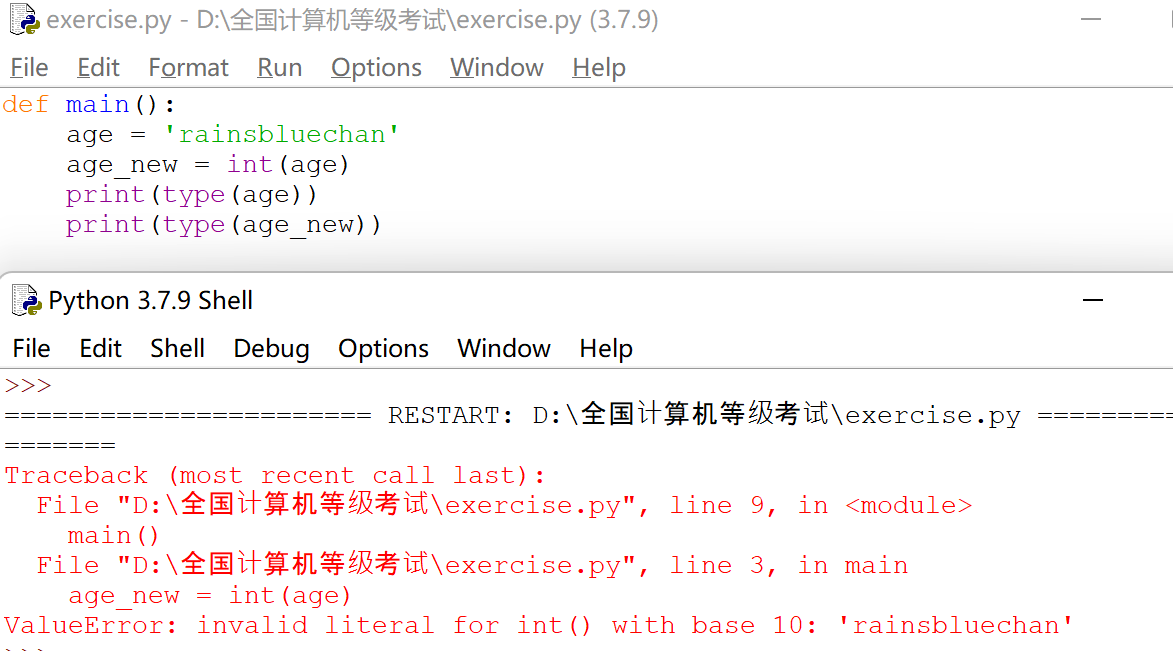 exercise.py - D:\全国计算机等级考试\exercise.py (3.7.9)
File Edit Format Run Options Window Help
def main():
    age = 'rainsbluechan'
    age_new = int(age)
    print(type(age))
    print(type(age_new))
Python 3.7.9 Shell
File Edit Shell Debug Options Window Help
>>>
======================= RESTART: D:\全国计算机等级考试\exercise.py =========
=======
Traceback (most recent call last):
  File "D:\全国计算机等级考试\exercise.py", line 9, in <module>
    main()
  File "D:\全国计算机等级考试\exercise.py", line 3, in main
    age_new = int(age)
ValueError: invalid literal for int() with base 10: 'rainsbluechan'